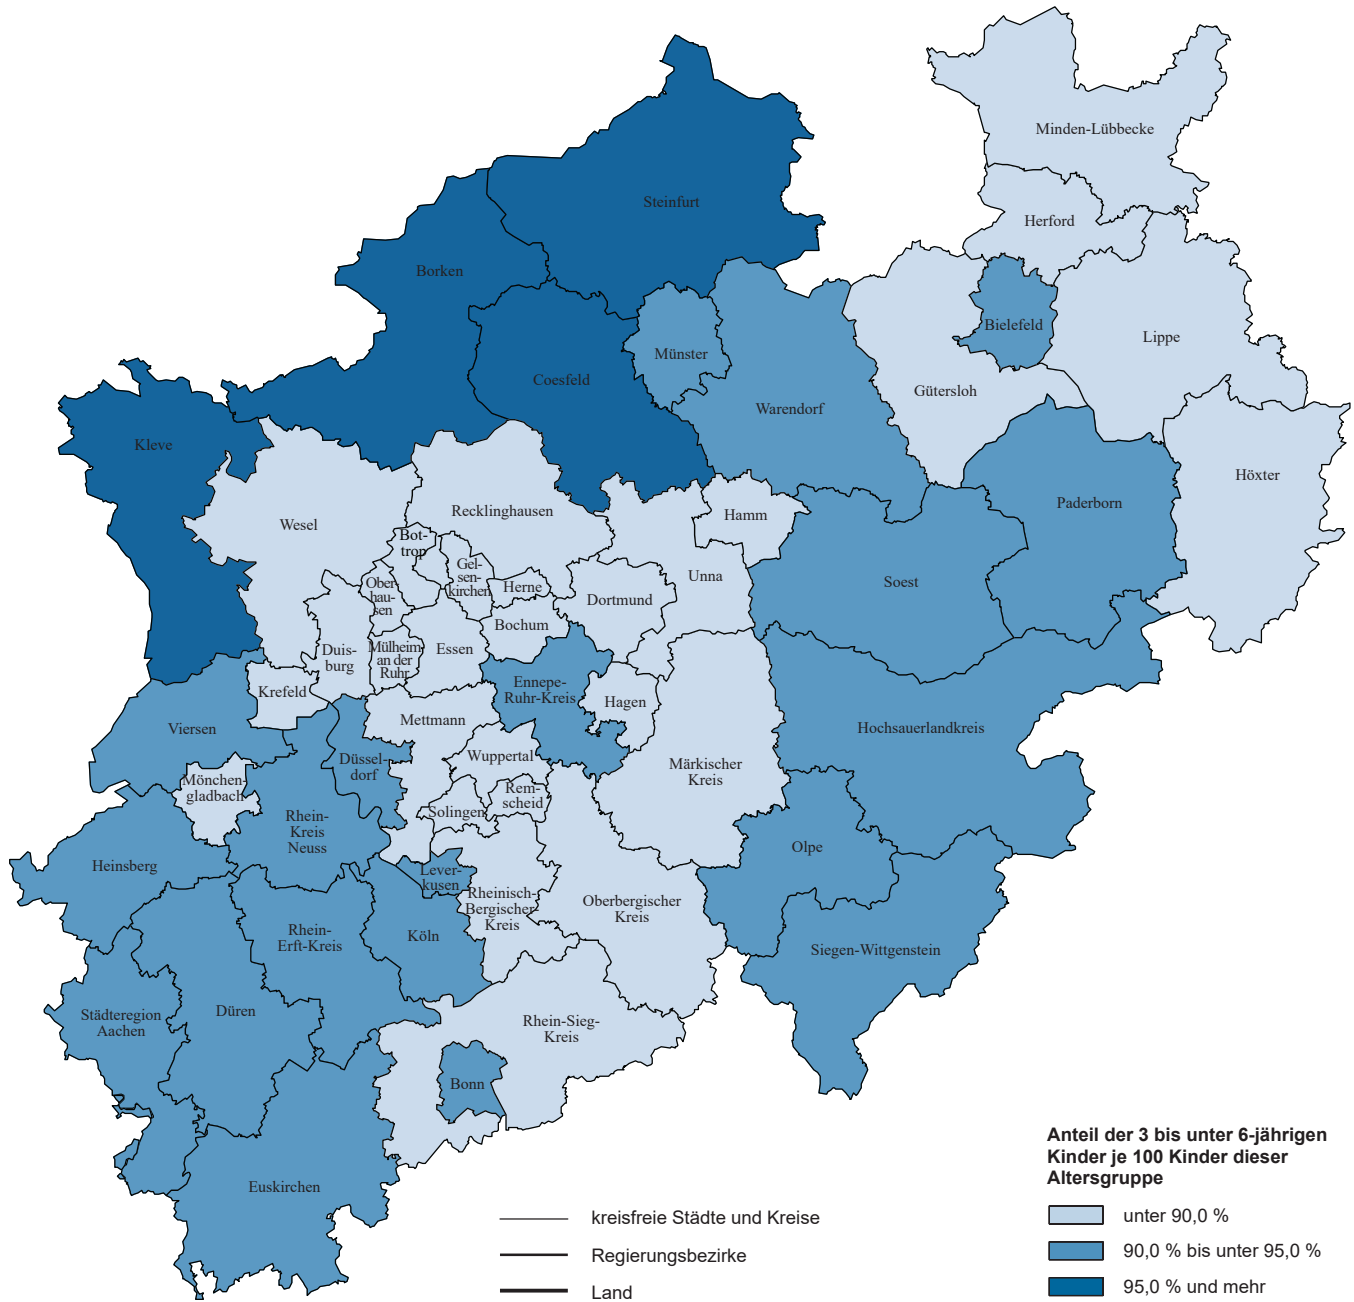 Minden-Lübbecke
Steinfurt
Herford
Borken
Bielefeld
Lippe
Münster
Coesfeld
Gütersloh
Warendorf
Kleve
Höxter
Paderborn
Recklinghausen
Hamm
Wesel
Bot-
trop
Gel-
sen-
kirchen
Unna
Soest
Ober-
hau-
sen
Herne
Dortmund
Bochum
Duis-
burg
Mülheim
an der
Ruhr
Essen
Ennepe-
Ruhr-Kreis
Krefeld
Hagen
Mettmann
Viersen
Hochsauerlandkreis
Düssel-
dorf
Wuppertal
Märkischer
Kreis
Mönchen-
gladbach
Rem-
scheid
Solingen
Rhein-
Kreis
Neuss
Olpe
Heinsberg
Lever-
kusen
Rheinisch-
Bergischer-
Kreis
Oberbergischer
Kreis
Rhein-
Erft-Kreis
Köln
Siegen-Wittgenstein
Städteregion
Aachen
Düren
Rhein-Sieg-
Kreis
Bonn
Euskirchen
Anteil der 3 bis unter 6-jährigen
Kinder je 100 Kinder dieser
Altersgruppe
unter 90,0 %
90,0 % bis unter 95,0 %
95,0 % und mehr
kreisfreie Städte und Kreise
Regierungsbezirke
Land